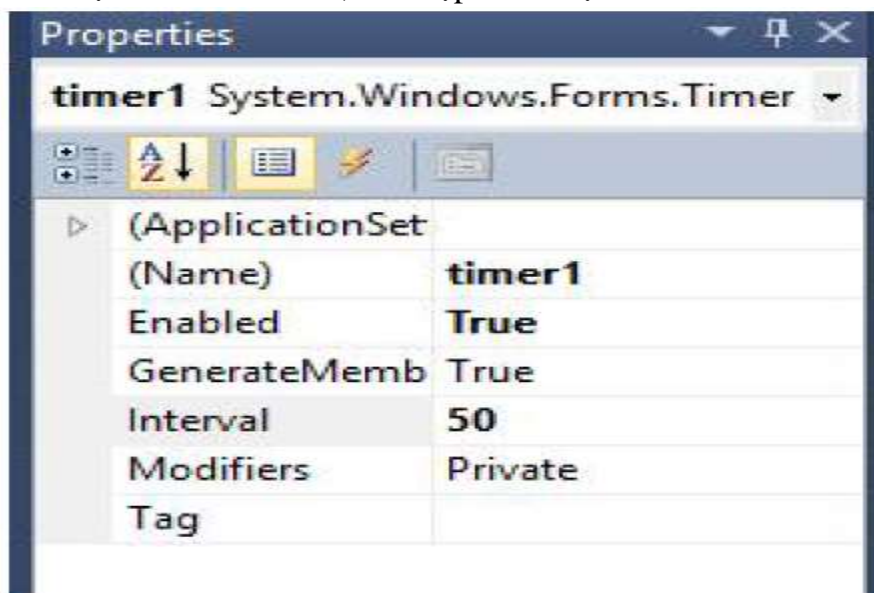 Properties
timer1 System.Windows.Forms.Timer
(ApplicationSet
(Name) timer1
Enabled True
GenerateMemb True
Interval 50
Modifiers Private
Tag